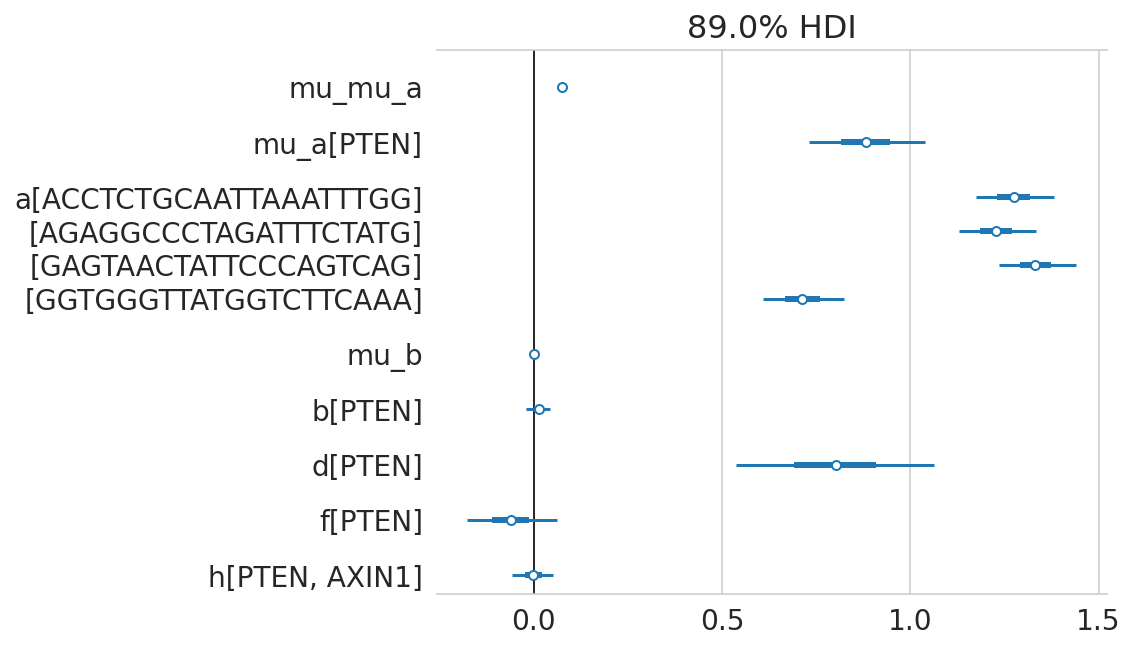 89.0% HDI
mu_mu_a
mu_a[PTEN]
a[ACCTCTGCAATTAAATTTGG]
[AGAGGCCCTAGATTTCTATG]
[GAGTAACTATTCCCAGTCAG]
[GGTGGGTTATGGTCTTCAAA]
mu_b
b[PTEN]
d[PTEN]
f[PTEN]
h[PTEN, AXIN1]
0.0 0.5 1.0 1.5